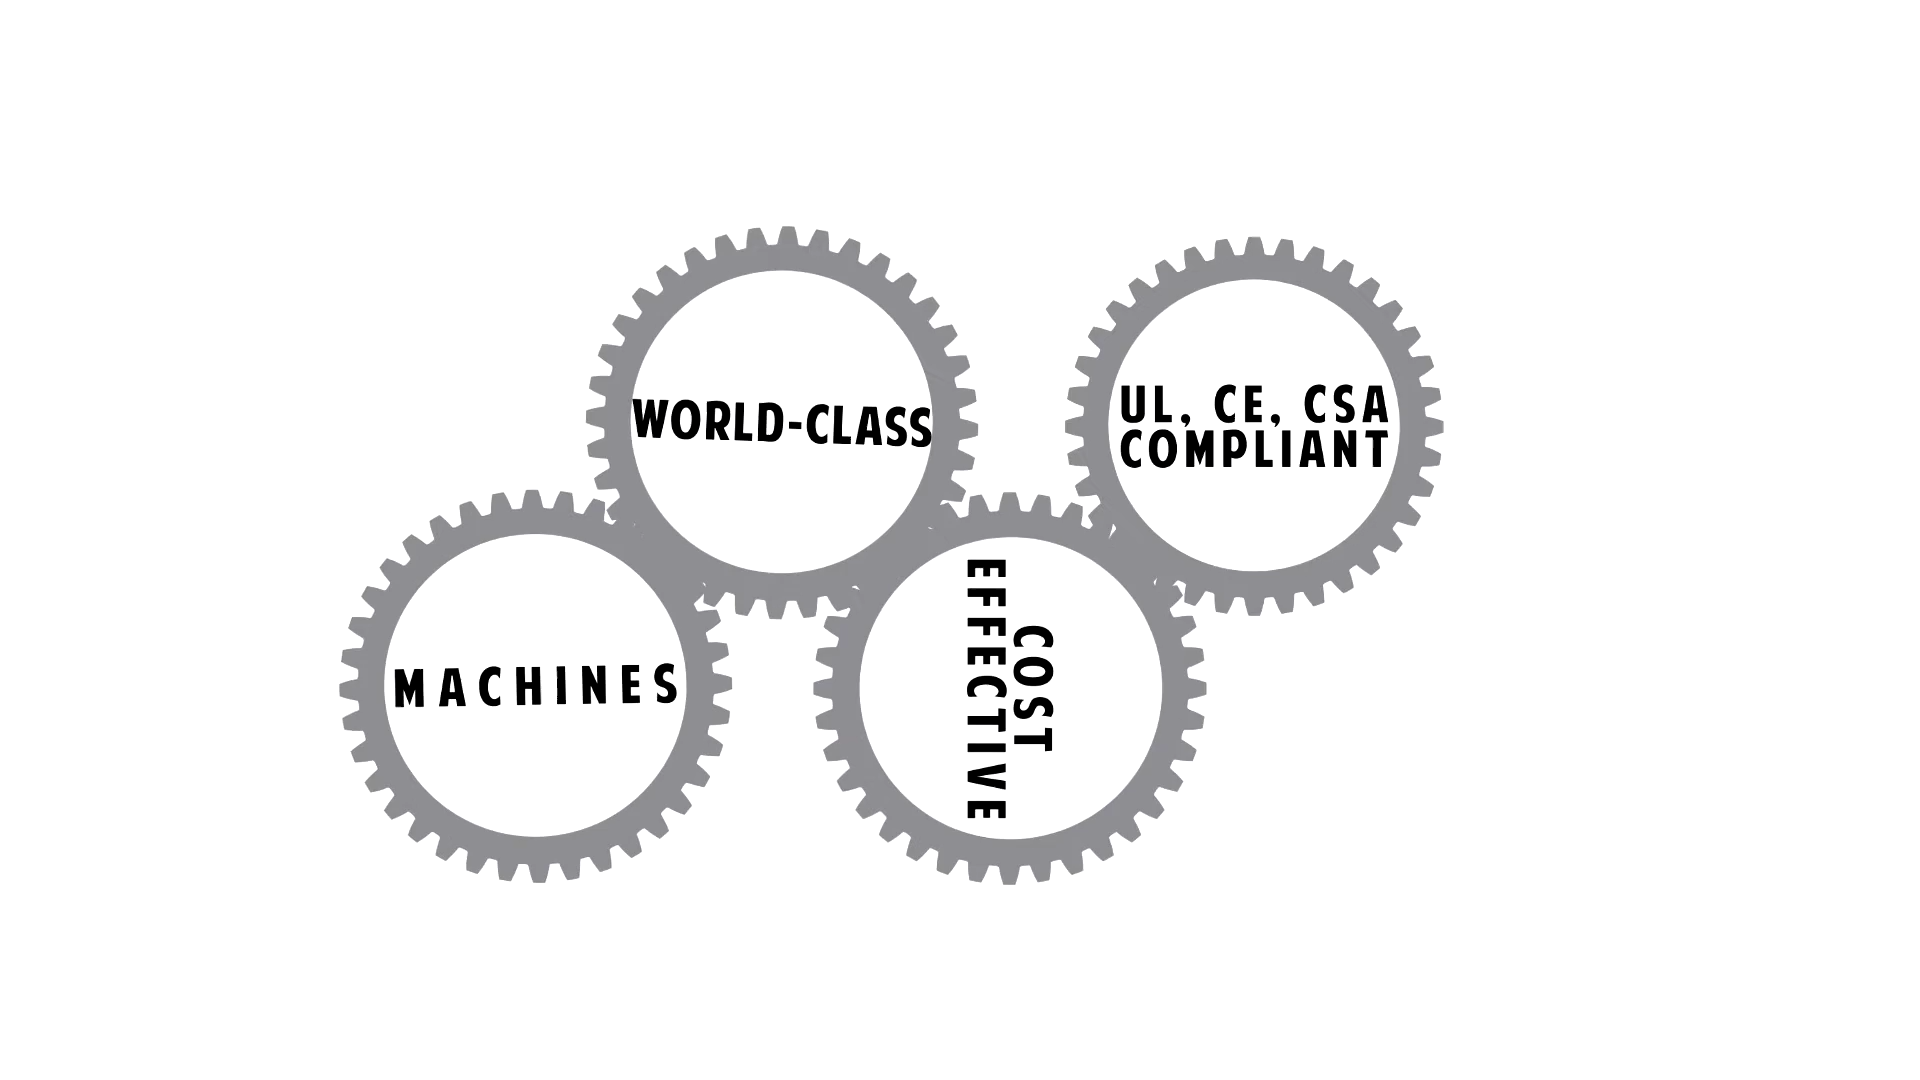 WORLD-CLASS
UL, CE, CSA
COMPLIANT
MACHINES
COST
EFFECTIVE